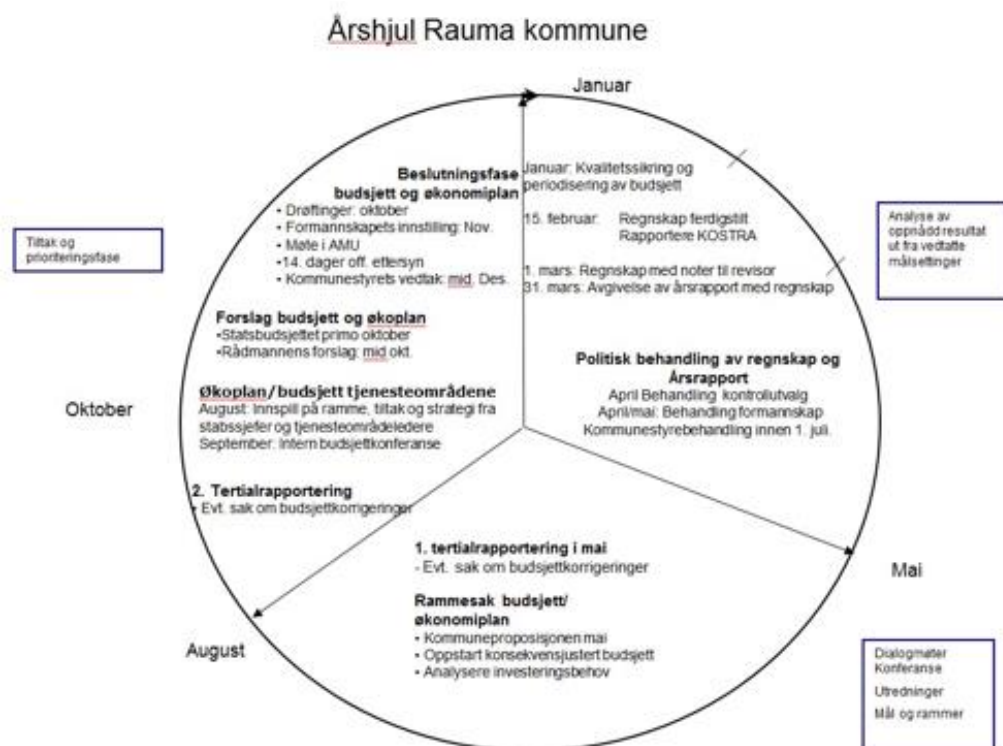 Årshjul Rauma kommune
Januar
Januar: Kvalitetssikring og
periodisering av budsjett
15. februar: Regnskap ferdigstilt
Rapportere KOSTRA
1. mars: Regnskap med noter til revisor
31. mars: Avgivelse av årsrapport med regnskap
Analyse av
oppnådd resultat
ut fra vedtatte
målsettinger
Politisk behandling av regnskap og
Årsrapport
April Behandling kontrollutvalg
April/mai: Behandling formannskap
Kommunestyrebehandling innen 1. juli.
Mai
Dialogmøter
Konferanse
Utredninger
Mål og rammer
1. tertialrapportering i mai
- Evt. sak om budsjettkorrigeringer
Rammesak budsjett/
økonomiplan
• Kommuneproposisjonen mai
• Oppstart konsekvensjustert budsjett
• Analysere investeringsbehov
August
2. Tertialrapportering
• Evt. sak om budsjettkorrigeringer
Økoplan/budsjett tjenesteområdene
August: Innspill på ramme, tiltak og strategi fra
stabssjefer og tjenesteområdeledere
September: Intern budsjettkonferanse
Oktober
Forslag budsjett og økoplan
•Statsbudsjettet primo oktober
•Rådmannens forslag: mid okt.
Tiltak og
prioriteringsfase
Beslutningsfase
budsjett og økonomiplan
• Drøftinger: oktober
• Formannskapets innstilling: Nov.
• Møte i AMU
•14. dager off. ettersyn
• Kommunestyrets vedtak: mid. Des.